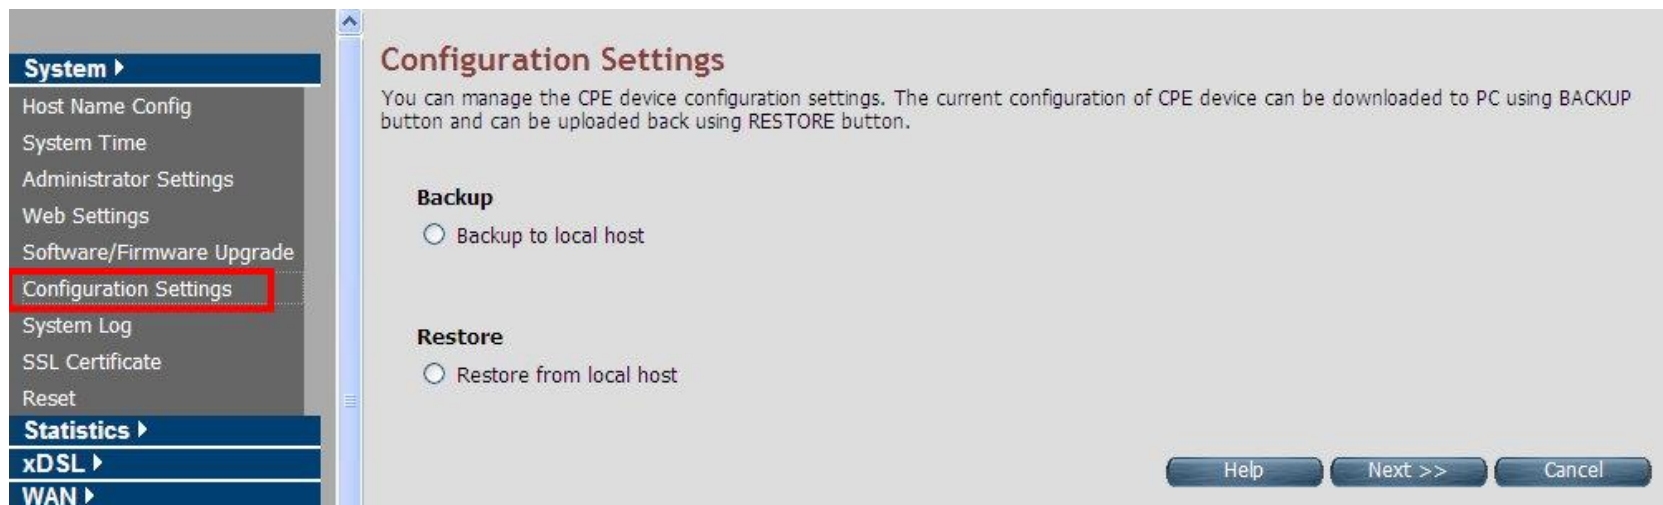 System
Host Name Config
System Time
Administrator Settings
Web Settings
Software/Firmware Upgrade
Configuration Settings
System Log
SSL Certificate
Reset
Statistics
xDSL
WAN
Configuration Settings
You can manage the CPE device configuration settings. The current configuration of CPE device can be downloaded to PC using BACKUP
button and can be uploaded back using RESTORE button.
Backup
Backup to local host
Restore
Restore from local host
Help
Next >>
Cancel